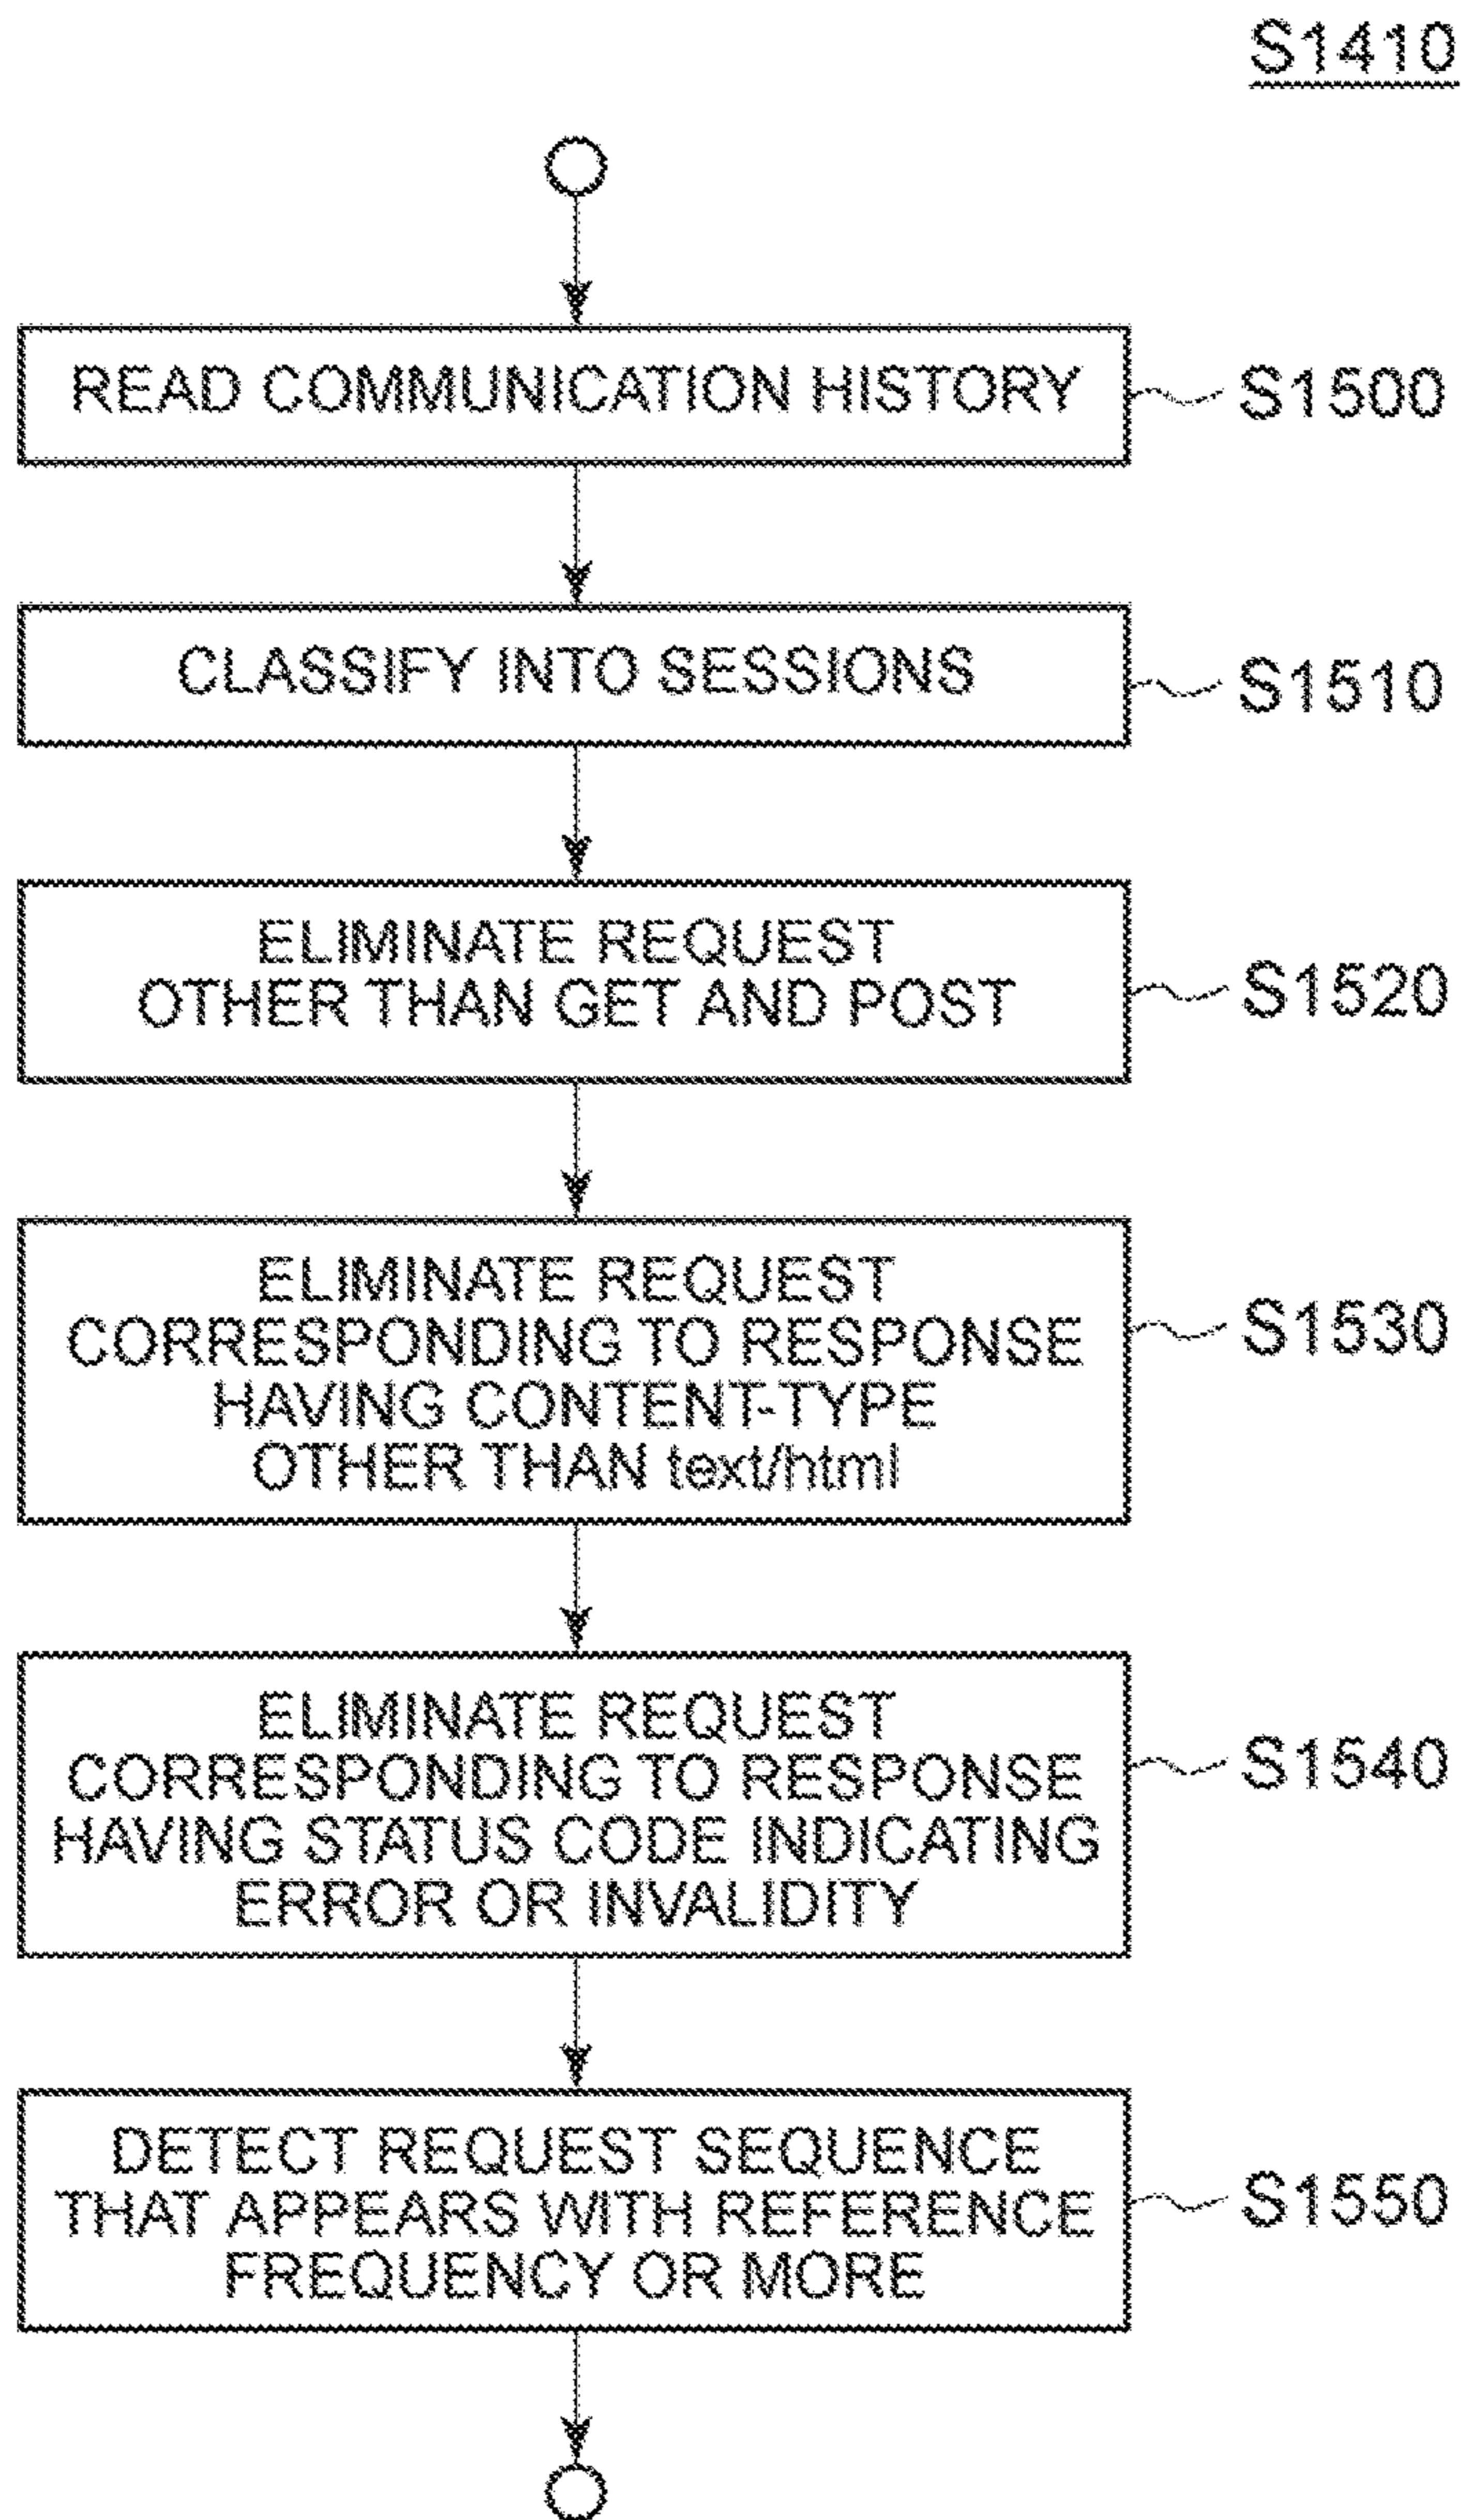 S1410
READ COMMUNICATION HISTORY
S1500
CLASSIFY INTO SESSIONS
S1510
ELIMINATE REQUEST
OTHER THAN GET AND POST
S1520
ELIMINATE REQUEST
CORRESPONDING TO RESPONSE
HAVING CONTENT-TYPE
OTHER THAN text/html
S1530
ELIMINATE REQUEST
CORRESPONDING TO RESPONSE
HAVING STATUS CODE INDICATING
ERROR OR INVALIDITY
S1540
DETECT REQUEST SEQUENCE
THAT APPEARS WITH REFERENCE
FREQUENCY OR MORE
S1550